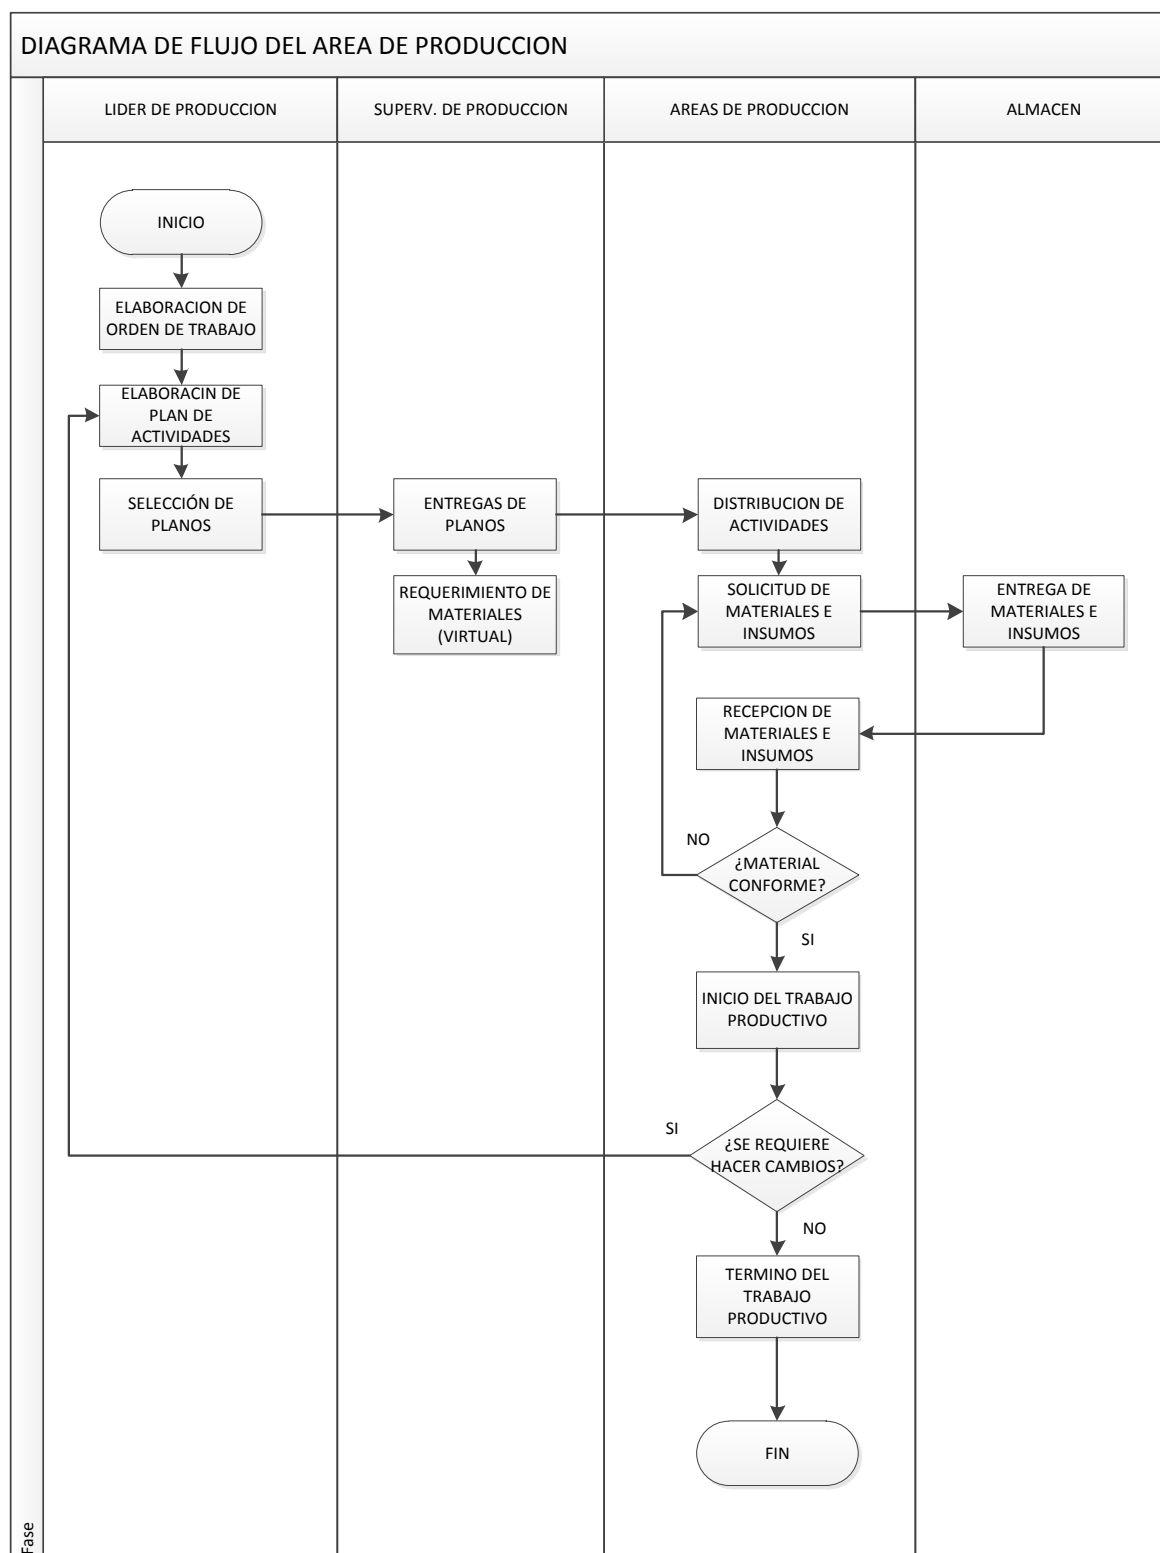 DIAGRAMA DE FLUJO DEL AREA DE PRODUCCION
LIDER DE PRODUCCION
SUPERV. DE PRODUCCION
AREAS DE PRODUCCION
ALMACEN
INICIO
ELABORACION DE
ORDEN DE TRABAJO
ELABORACIN DE
PLAN DE
ACTIVIDADES
SELECCIÓN DE
PLANOS
ENTREGAS DE
PLANOS
DISTRIBUCION DE
ACTIVIDADES
REQUERIMIENTO DE
MATERIALES
(VIRTUAL)
SOLICITUD DE
MATERIALES E
INSUMOS
ENTREGA DE
MATERIALES E
INSUMOS
RECEPCION DE
MATERIALES E
INSUMOS
NO
¿MATERIAL
CONFORME?
SI
INICIO DEL TRABAJO
PRODUCTIVO
SI
¿SE REQUIERE
HACER CAMBIOS?
NO
TERMINO DEL
TRABAJO
PRODUCTIVO
FIN
Fase